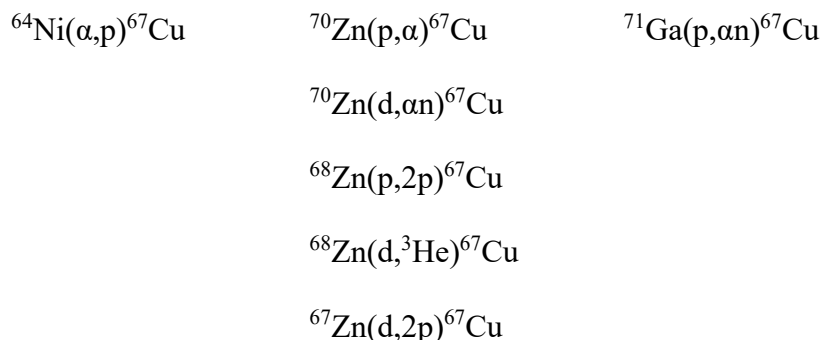 ⁶⁴Ni(α,p)⁶⁷Cu ⁷⁰Zn(p,α)⁶⁷Cu ⁷¹Ga(p,αn)⁶⁷Cu
⁷⁰Zn(d,αn)⁶⁷Cu
⁶⁸Zn(p,2p)⁶⁷Cu
⁶⁸Zn(d,³He)⁶⁷Cu
⁶⁷Zn(d,2p)⁶⁷Cu